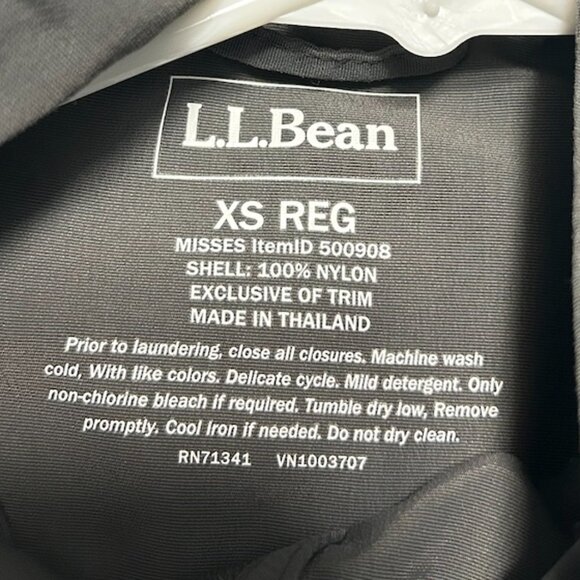 L.L.Bean
XS REG
MISSES ItemID 500908
SHELL: 100% NYLON
EXCLUSIVE OF TRIM
MADE IN THAILAND
Prior to laundering, close all closures. Machine wash
cold, With like colors. Delicate cycle. Mild detergent. Only
non-chlorine bleach if required. Tumble dry low, Remove
promptly. Cool Iron if needed. Do not dry clean.
RN71341 VN1003707